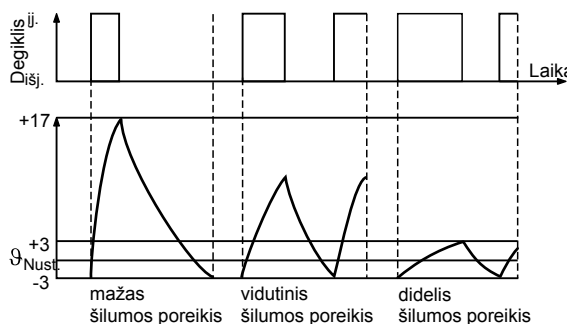 Degiklis
įj.
išj.
Laikas
+17
+3
ϑNust.
-3
mažas
šilumos poreikis
vidutinis
šilumos poreikis
didelis
šilumos poreikis